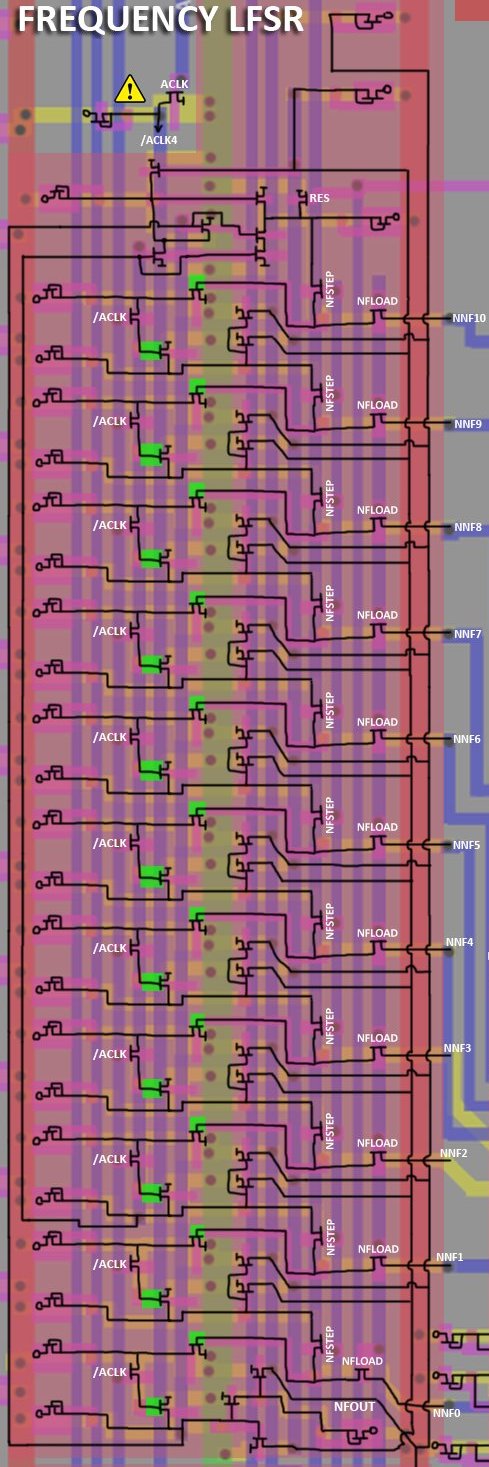 FREQUENCY LFSR
ACLK
/ACLK4
RES
NFSTEP
NFLOAD
/ACLK
NNF10
NFSTEP
NFLOAD
/ACLK
NNF9
NFSTEP
NFLOAD
/ACLK
NNF8
NFSTEP
NFLOAD
/ACLK
NNF7
NFSTEP
NFLOAD
/ACLK
NNF6
NFSTEP
NFLOAD
/ACLK
NNF5
NFSTEP
NFLOAD
/ACLK
NNF4
NFSTEP
NFLOAD
/ACLK
NNF3
NFSTEP
NFLOAD
/ACLK
NNF2
NFSTEP
NFLOAD
/ACLK
NNF1
NFSTEP
NFLOAD
/ACLK
NFOUT
NNF0